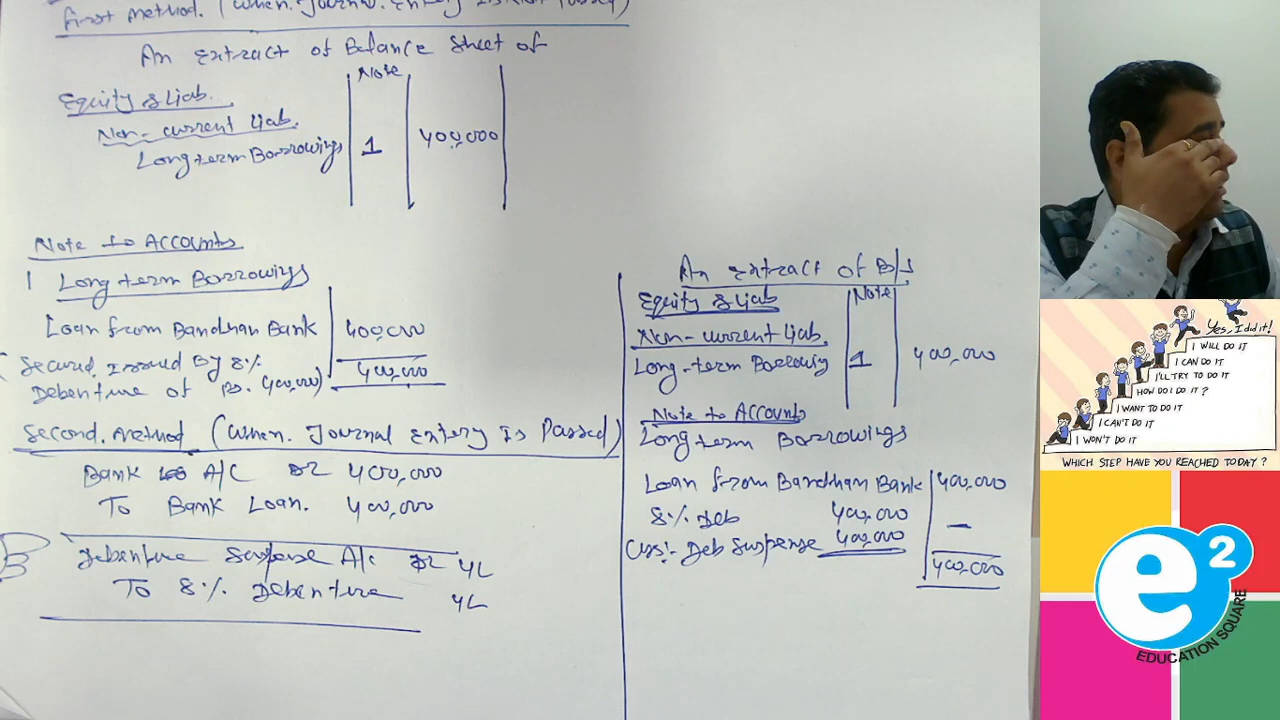 First Method. (When. Journal. Entry Is Not Passed)
An Extract of Balance Sheet of
Note
Equity & Liab.
Non-current Liab.
Long term Borrowings 1 400,000
Note to Accounts
1 Long term Borrowings
Loan from Bandhan Bank 400,000
(Secured Issued By 8%
Debenture of Rs. 400,000) 400,000
Second. Method (When. Journal Entery Is Passed)
Bank A/C Dr 400,000
To Bank Loan. 400,000
Debenture Suspense A/c Dr 4L
To 8% Debenture 4L
An Extract of B/S
Equity & Liab Note
Non-current Liab.
Long-term Borrowing 1 400,000
Note to Accounts
Long term Borrowings
Loan from Bandhan Bank 400,000
8% Deb 400,000
Less:- Deb Suspense 400,000 —
400,000
Yes, I did it!
I WILL DO IT
I CAN DO IT
I'LL TRY TO DO IT
HOW DO I DO IT ?
I WANT TO DO IT
I CAN'T DO IT
I WON'T DO IT
WHICH STEP HAVE YOU REACHED TODAY ?
e2
EDUCATION SQUARE